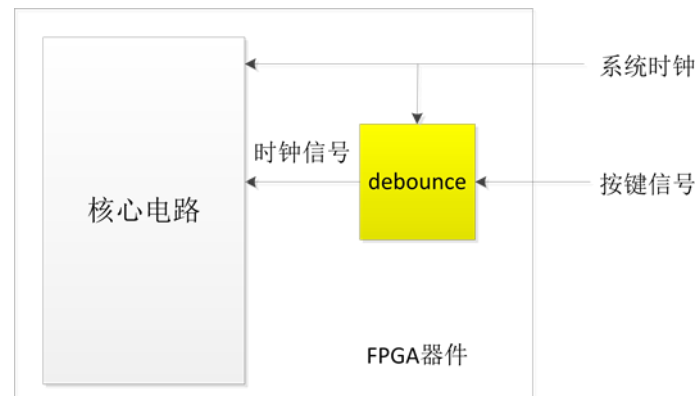 系统时钟
时钟信号
debounce
按键信号
核心电路
FPGA器件